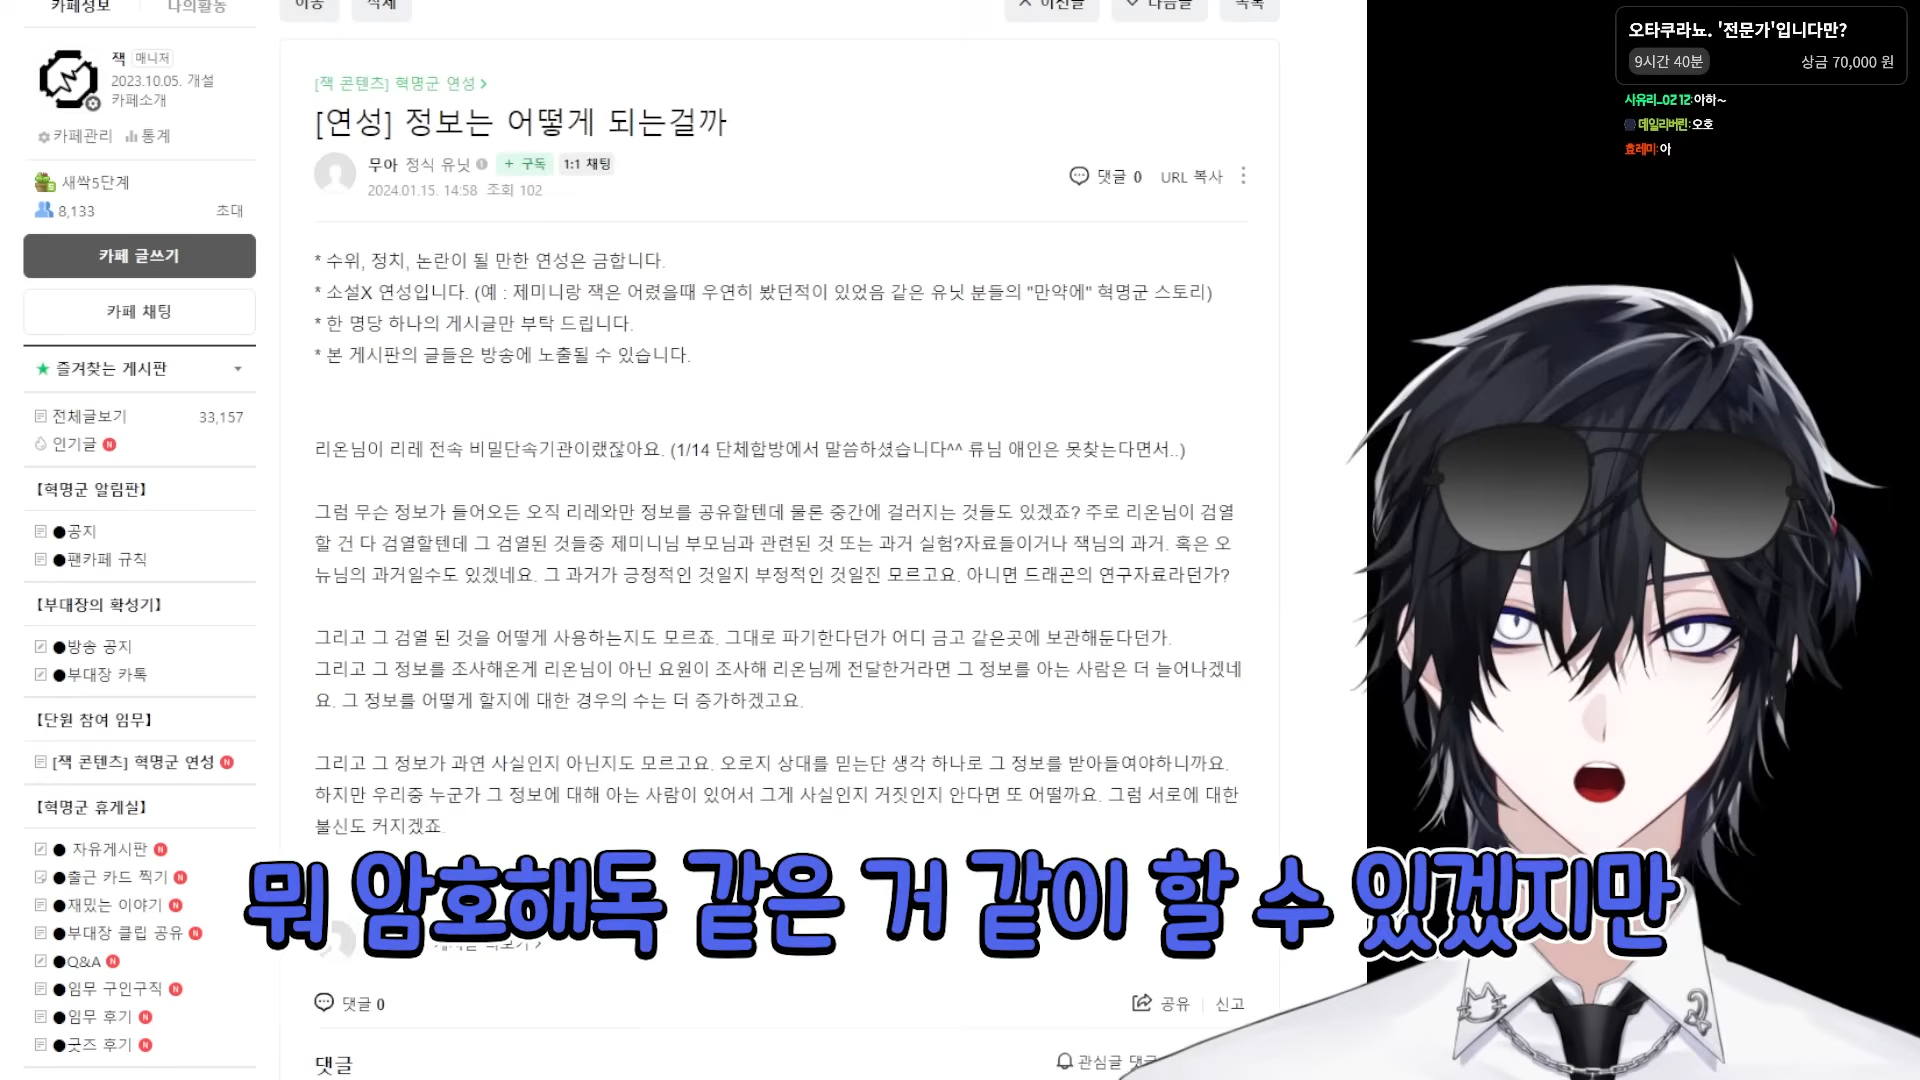 카페정보
나의활동
이동
삭제
이전글
다음글
목록
잭 매니저
2023.10.05. 개설
카페소개
카페관리
통계
새싹5단계
8,133
초대
카페 글쓰기
카페 채팅
즐겨찾는 게시판
전체글보기
33,157
인기글 N
【혁명군 알림판】
●공지
●팬카페 규칙
【부대장의 확성기】
●방송 공지
●부대장 카톡
【단원 참여 임무】
[잭 콘텐츠] 혁명군 연성 N
【혁명군 휴게실】
● 자유게시판 N
●출근 카드 찍기 N
●재밌는 이야기 N
●부대장 클립 공유 N
●Q&A N
●임무 구인구직 N
●임무 후기 N
●굿즈 후기 N
[잭 콘텐츠] 혁명군 연성 >
[연성] 정보는 어떻게 되는걸까
무아 정식 유닛 + 구독 1:1 채팅
2024.01.15. 14:58 조회 102
댓글 0
URL 복사
* 수위, 정치, 논란이 될 만한 연성은 금합니다.
* 소설X 연성입니다. (예 : 제미니랑 잭은 어렸을때 우연히 봤던적이 있었음 같은 유닛 분들의 "만약에" 혁명군 스토리)
* 한 명당 하나의 게시글만 부탁 드립니다.
* 본 게시판의 글들은 방송에 노출될 수 있습니다.
리온님이 리레 전속 비밀단속기관이랬잖아요. (1/14 단체합방에서 말씀하셨습니다^^ 류님 애인은 못찾는다면서..)
그럼 무슨 정보가 들어오든 오직 리레와만 정보를 공유할텐데 물론 중간에 걸러지는 것들도 있겠죠? 주로 리온님이 검열
할 건 다 검열할텐데 그 검열된 것들중 제미니님 부모님과 관련된 것 또는 과거 실험?자료들이거나 잭님의 과거. 혹은 오
뉴님의 과거일수도 있겠네요. 그 과거가 긍정적인 것일지 부정적인 것일진 모르고요. 아니면 드래곤의 연구자료라던가?
그리고 그 검열 된 것을 어떻게 사용하는지도 모르죠. 그대로 파기한다던가 어디 금고 같은곳에 보관해둔다던가.
그리고 그 정보를 조사해온게 리온님이 아닌 요원이 조사해 리온님께 전달한거라면 그 정보를 아는 사람은 더 늘어나겠네
요. 그 정보를 어떻게 할지에 대한 경우의 수는 더 증가하겠고요.
그리고 그 정보가 과연 사실인지 아닌지도 모르고요. 오로지 상대를 믿는단 생각 하나로 그 정보를 받아들여야하니까요.
하지만 우리중 누군가 그 정보에 대해 아는 사람이 있어서 그게 사실인지 거짓인지 안다면 또 어떨까요. 그럼 서로에 대한
불신도 커지겠죠.
뭐 암호해독 같은 거 같이 할 수 있겠지만
댓글 0
공유
신고
댓글
관심글 댓글
오타쿠라뇨. '전문가'입니다만?
9시간 40분
상금 70,000 원
사유리_0212: 아하~
데일리버린: 오호
효레미: 아